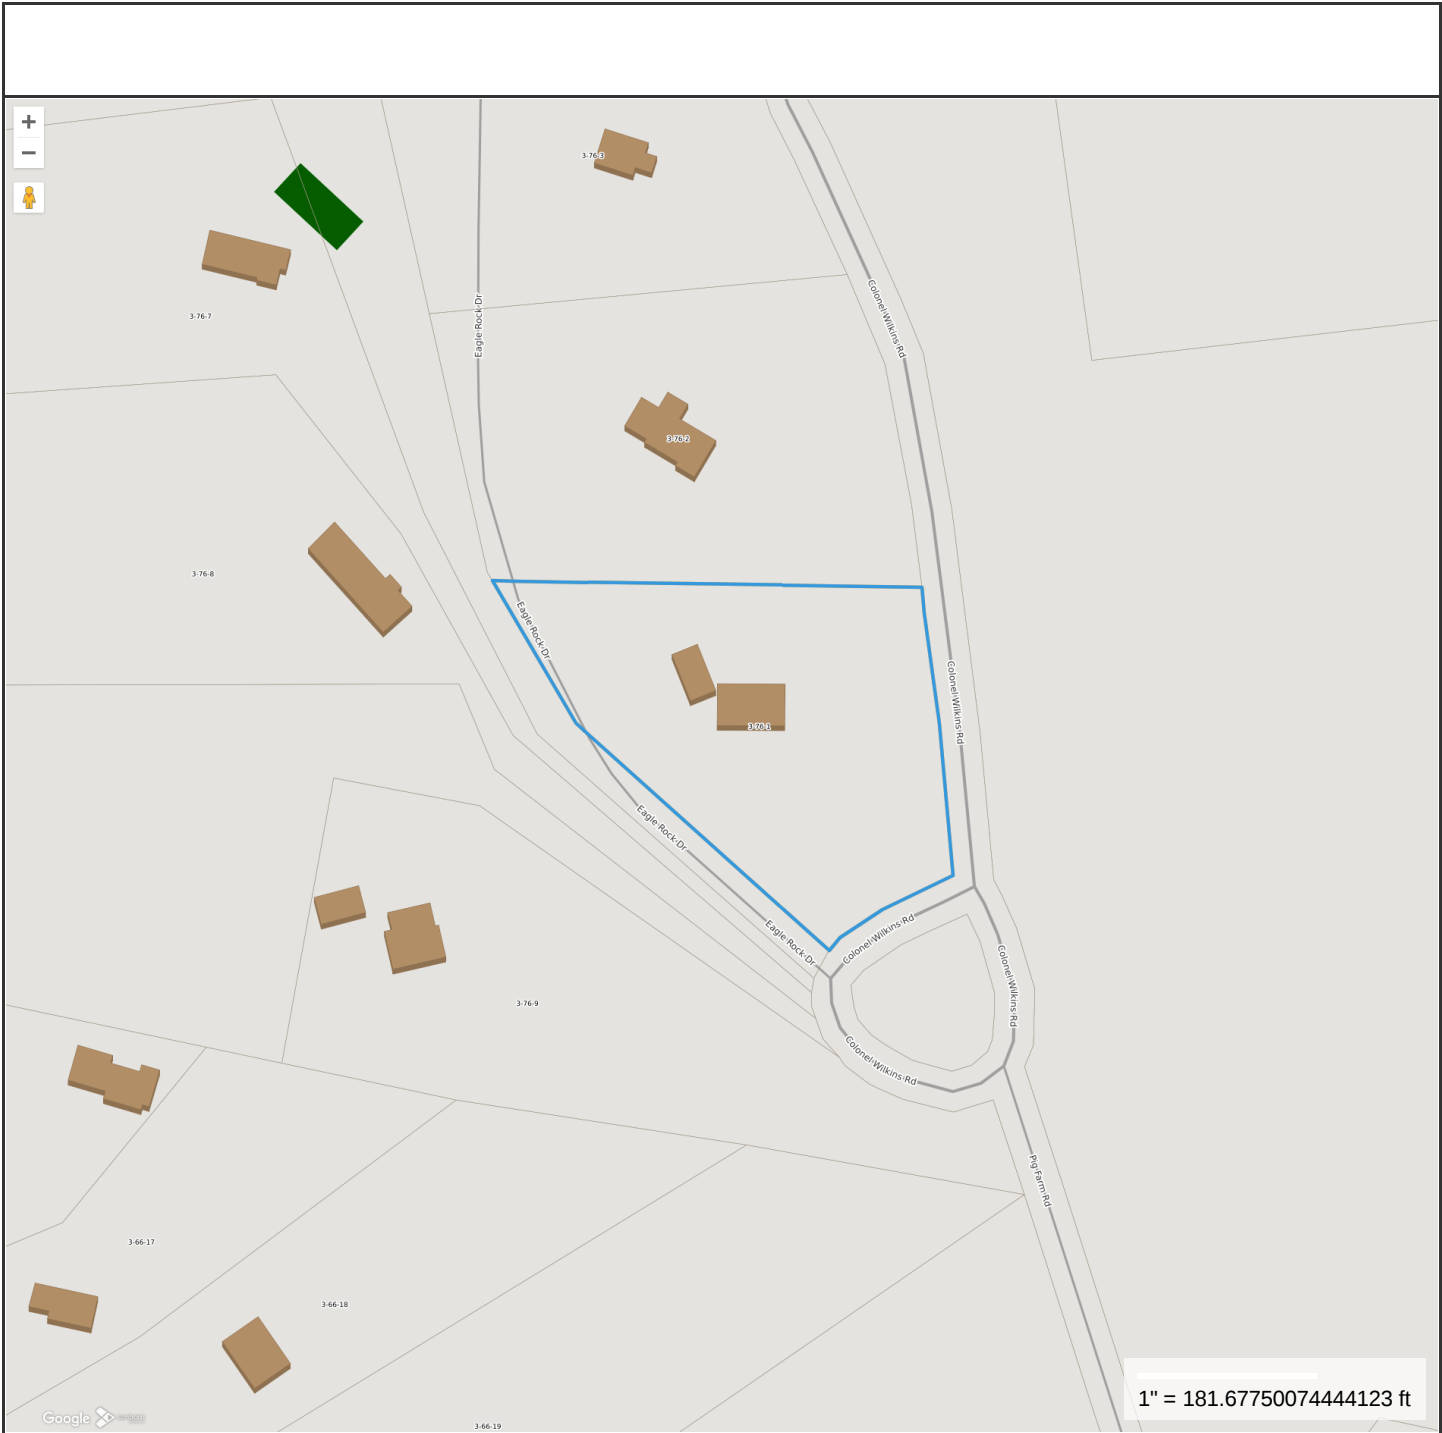 +
−
3-76-3
3-76-7
Eagle Rock Dr
Colonel Wilkins Rd
3-76-2
3-76-8
Eagle Rock Dr
Colonel Wilkins Rd
3-76-1
Eagle Rock Dr
Eagle Rock Dr
Colonel Wilkins Rd
Colonel Wilkins Rd
3-76-9
Colonel Wilkins Rd
Pig Farm Rd
3-66-17
3-66-18
1" = 181.67750074444123 ft
Google
3-66-19